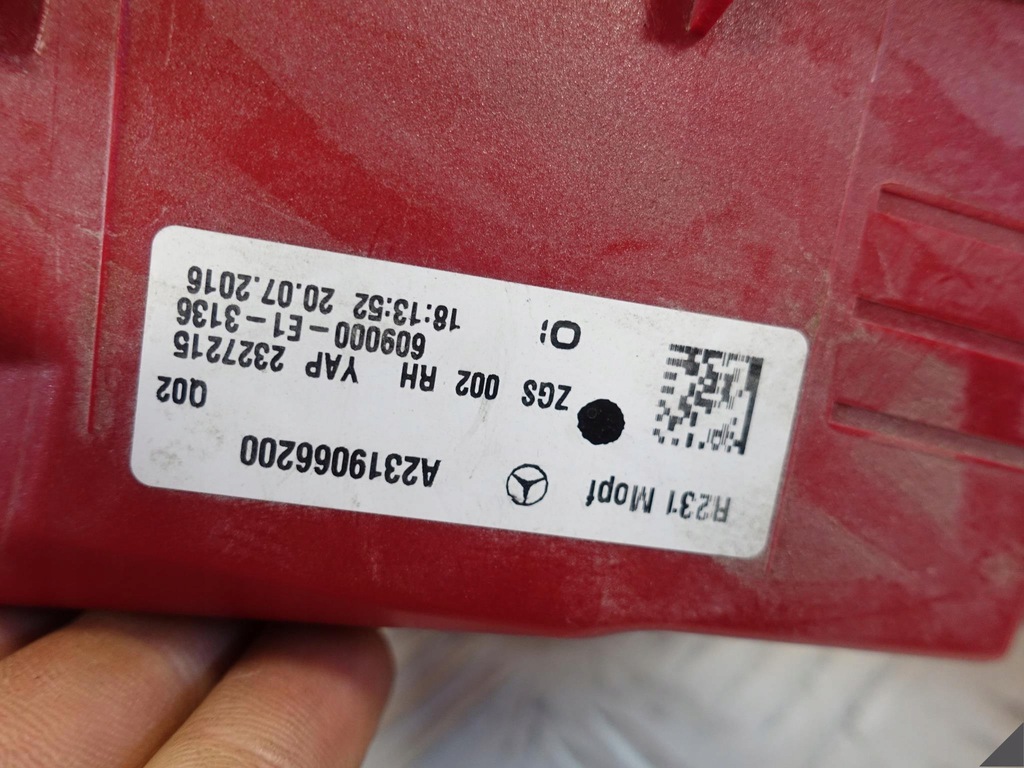 R231 Mopf A2319066200
Q02
ZGS 002 RH YAP 2327215
609000-E1-3136
18:13:52 20.07.2016